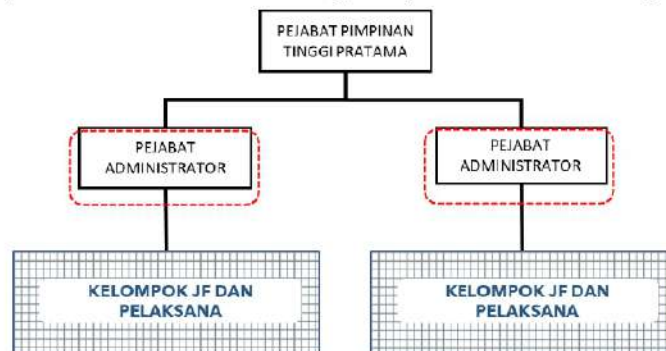 PEJABAT PIMPINAN
TINGGI PRATAMA
PEJABAT
ADMINISTRATOR
PEJABAT
ADMINISTRATOR
KELOMPOK JF DAN
PELAKSANA
KELOMPOK JF DAN
PELAKSANA